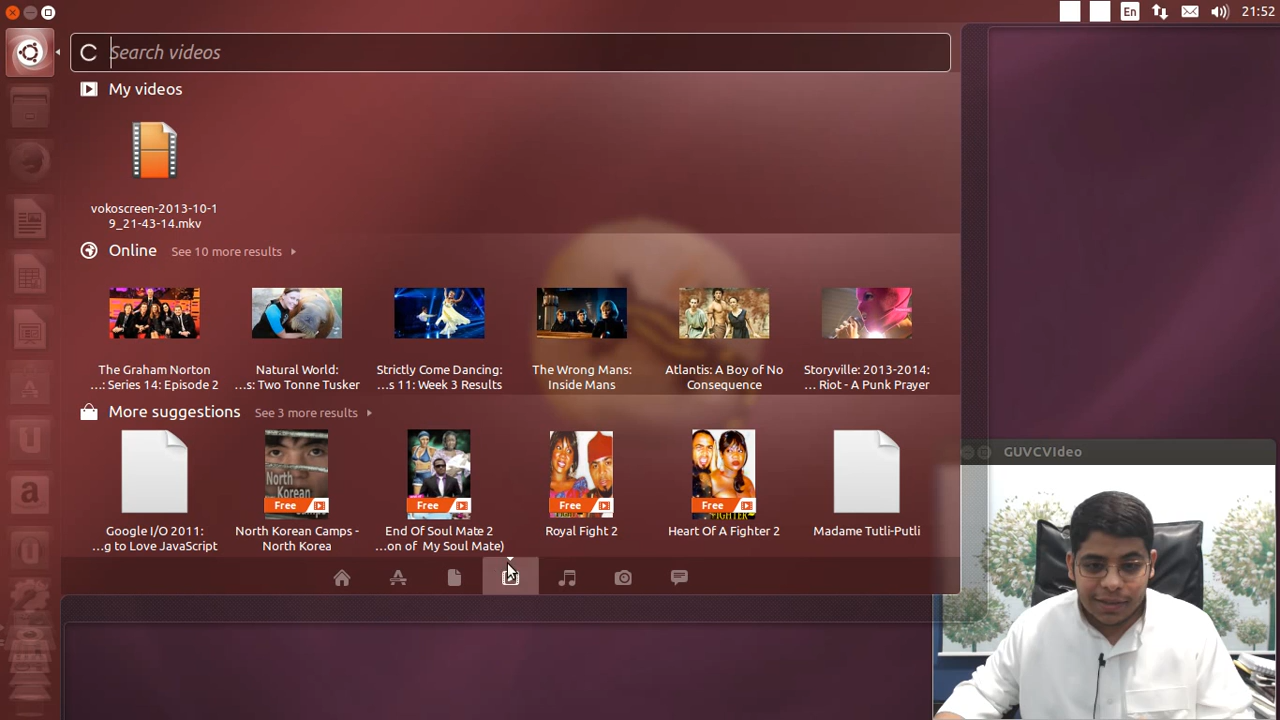 En
21:52
Search videos
My videos
vokoscreen-2013-10-1
9_21-43-14.mkv
Online See 10 more results
The Graham Norton
...: Series 14: Episode 2
Natural World:
...s: Two Tonne Tusker
Strictly Come Dancing:
...s 11: Week 3 Results
The Wrong Mans:
Inside Mans
Atlantis: A Boy of No
Consequence
Storyville: 2013-2014:
... Riot - A Punk Prayer
More suggestions See 3 more results
North
Korean
Free
Free
Free
Free
Google I/O 2011:
...g to Love JavaScript
North Korean Camps -
North Korea
End Of Soul Mate 2
...on of My Soul Mate)
Royal Fight 2
Heart Of A Fighter 2
Madame Tutli-Putli
GUVCVIdeo